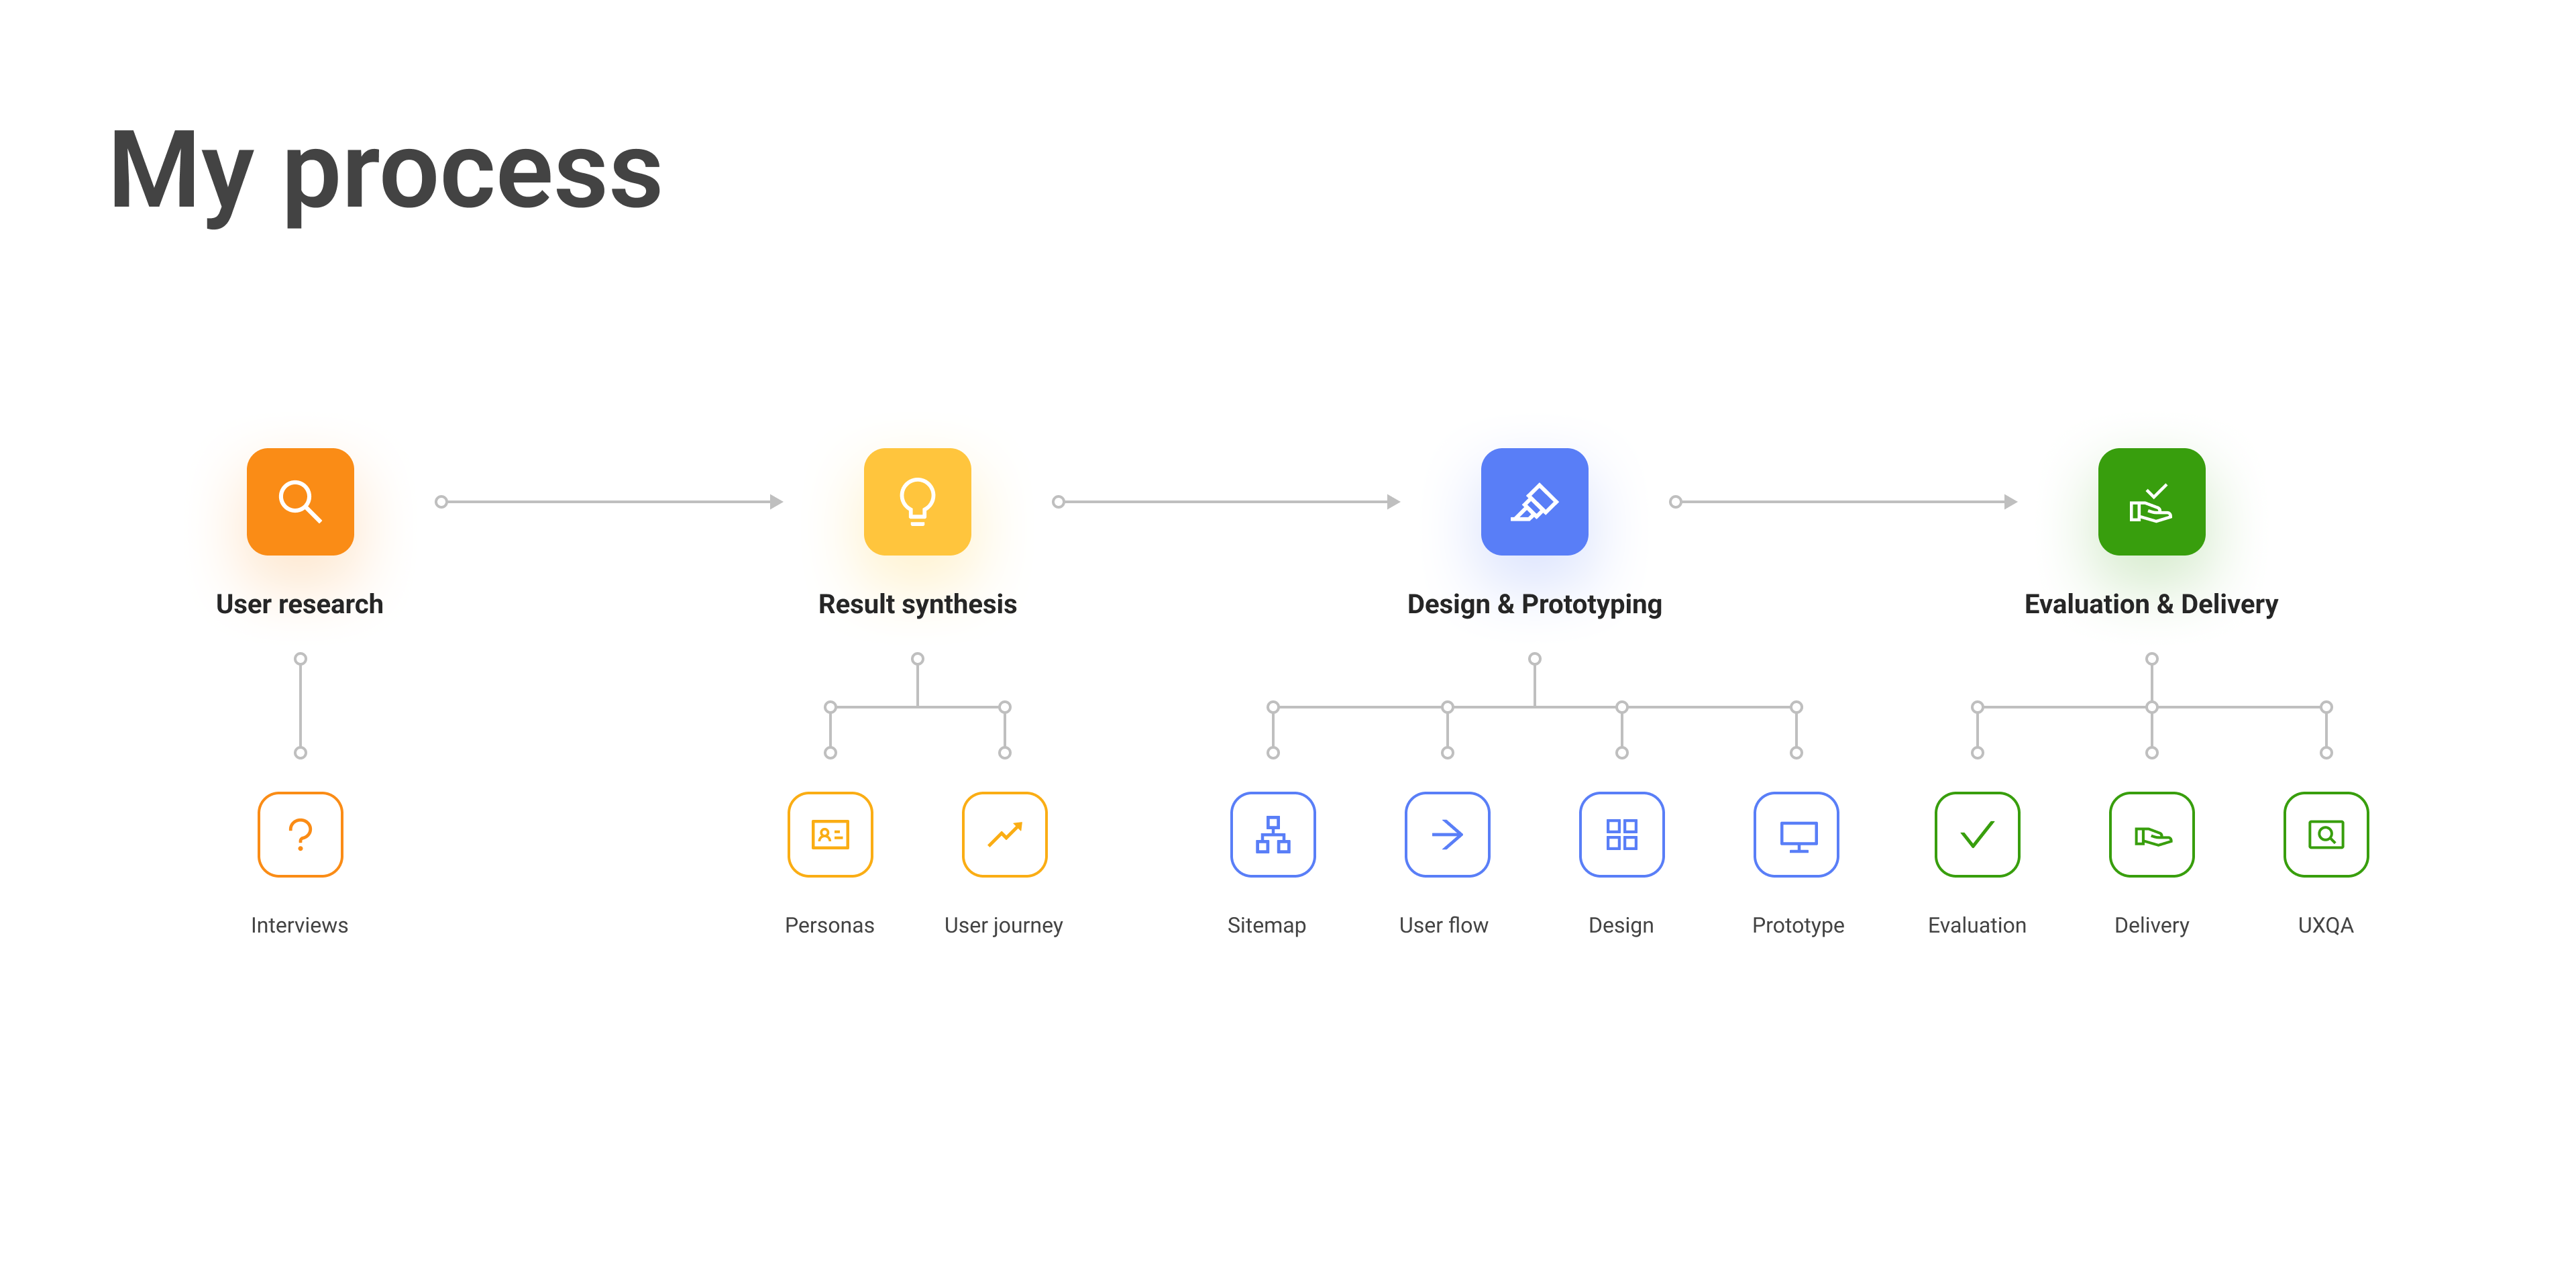 My process
User research
Result synthesis
Design & Prototyping
Evaluation & Delivery
Interviews
Personas
User journey
Sitemap
User flow
Design
Prototype
Evaluation
Delivery
UXQA